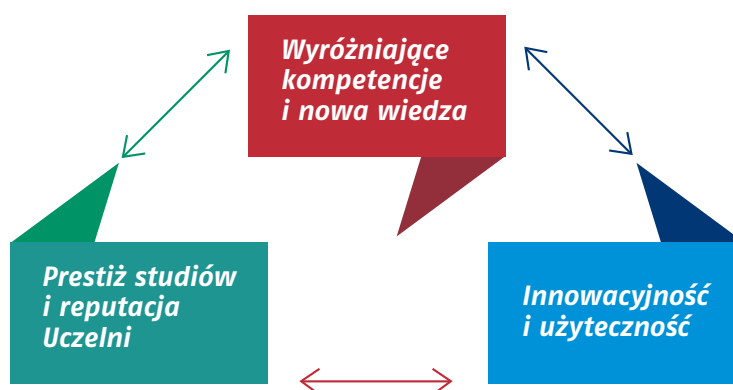 Wyróżniające
kompetencje
i nowa wiedza
Prestiż studiów
i reputacja
Uczelni
Innowacyjność
i użyteczność